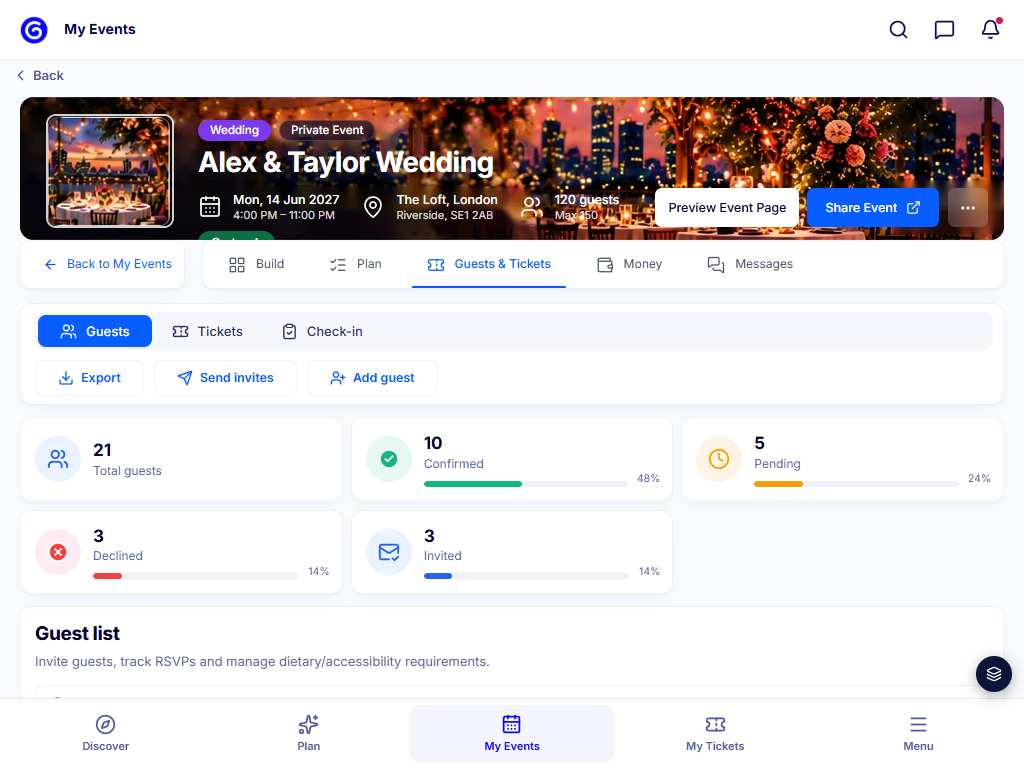 My Events
Back
Wedding
Private Event
Alex & Taylor Wedding
Mon, 14 Jun 2027
4:00 PM – 11:00 PM
The Loft, London
Riverside, SE1 2AB
120 guests
Max 150
Preview Event Page
Share Event
Back to My Events
Build
Plan
Guests & Tickets
Money
Messages
Guests
Tickets
Check-in
Export
Send invites
Add guest
21
Total guests
10
Confirmed
48%
5
Pending
24%
3
Declined
14%
3
Invited
14%
Guest list
Invite guests, track RSVPs and manage dietary/accessibility requirements.
Discover
Plan
My Events
My Tickets
Menu